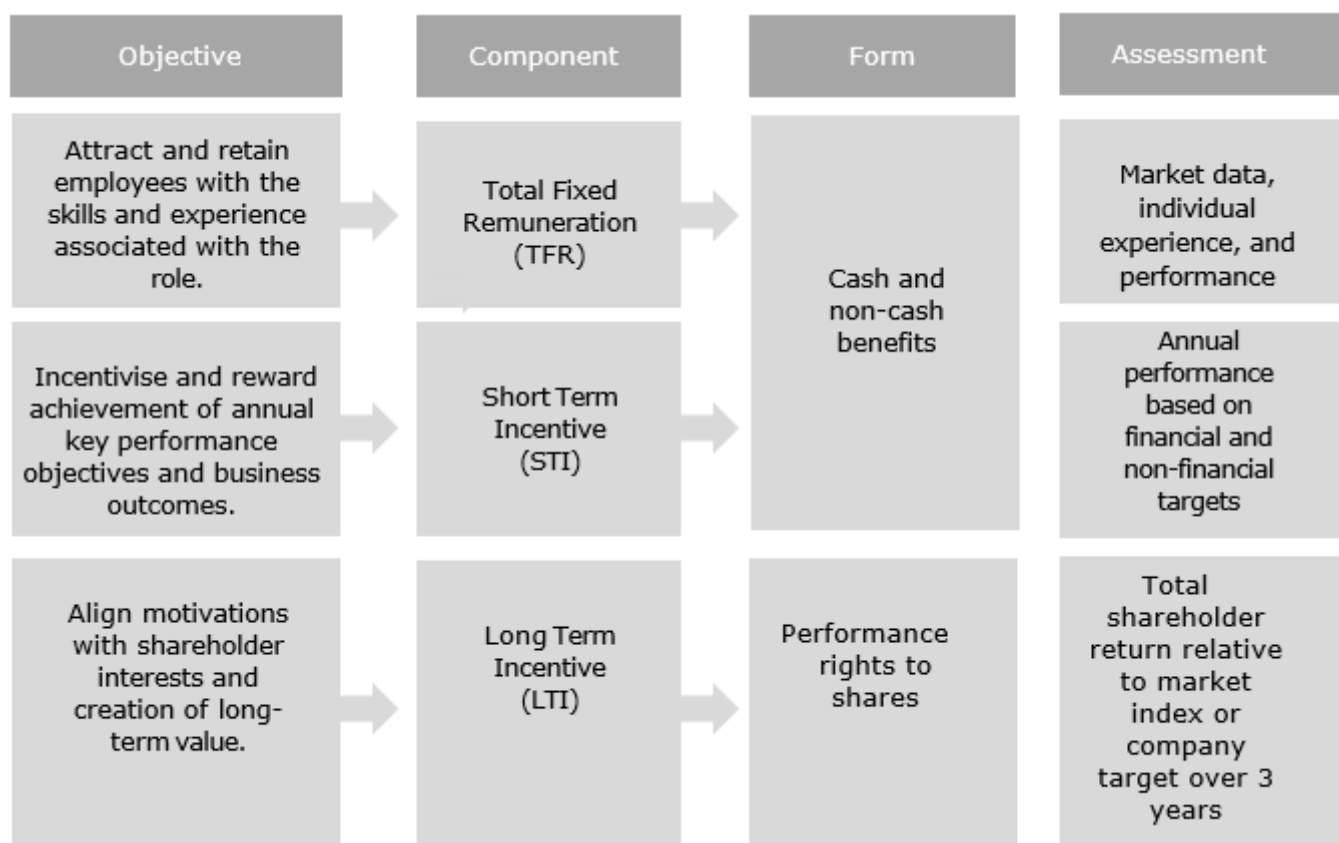 Objective
Component
Form
Assessment
Attract and retain
employees with the
skills and experience
associated with the
role.
Total Fixed
Remuneration
(TFR)
Cash and
non-cash
benefits
Market data,
individual
experience, and
performance
Incentivise and reward
achievement of annual
key performance
objectives and business
outcomes.
Short Term
Incentive
(STI)
Annual
performance
based on
financial and
non-financial
targets
Align motivations
with shareholder
interests and
creation of long-
term value.
Long Term
Incentive
(LTI)
Performance
rights to
shares
Total
shareholder
return relative
to market
index or
company
target over 3
years